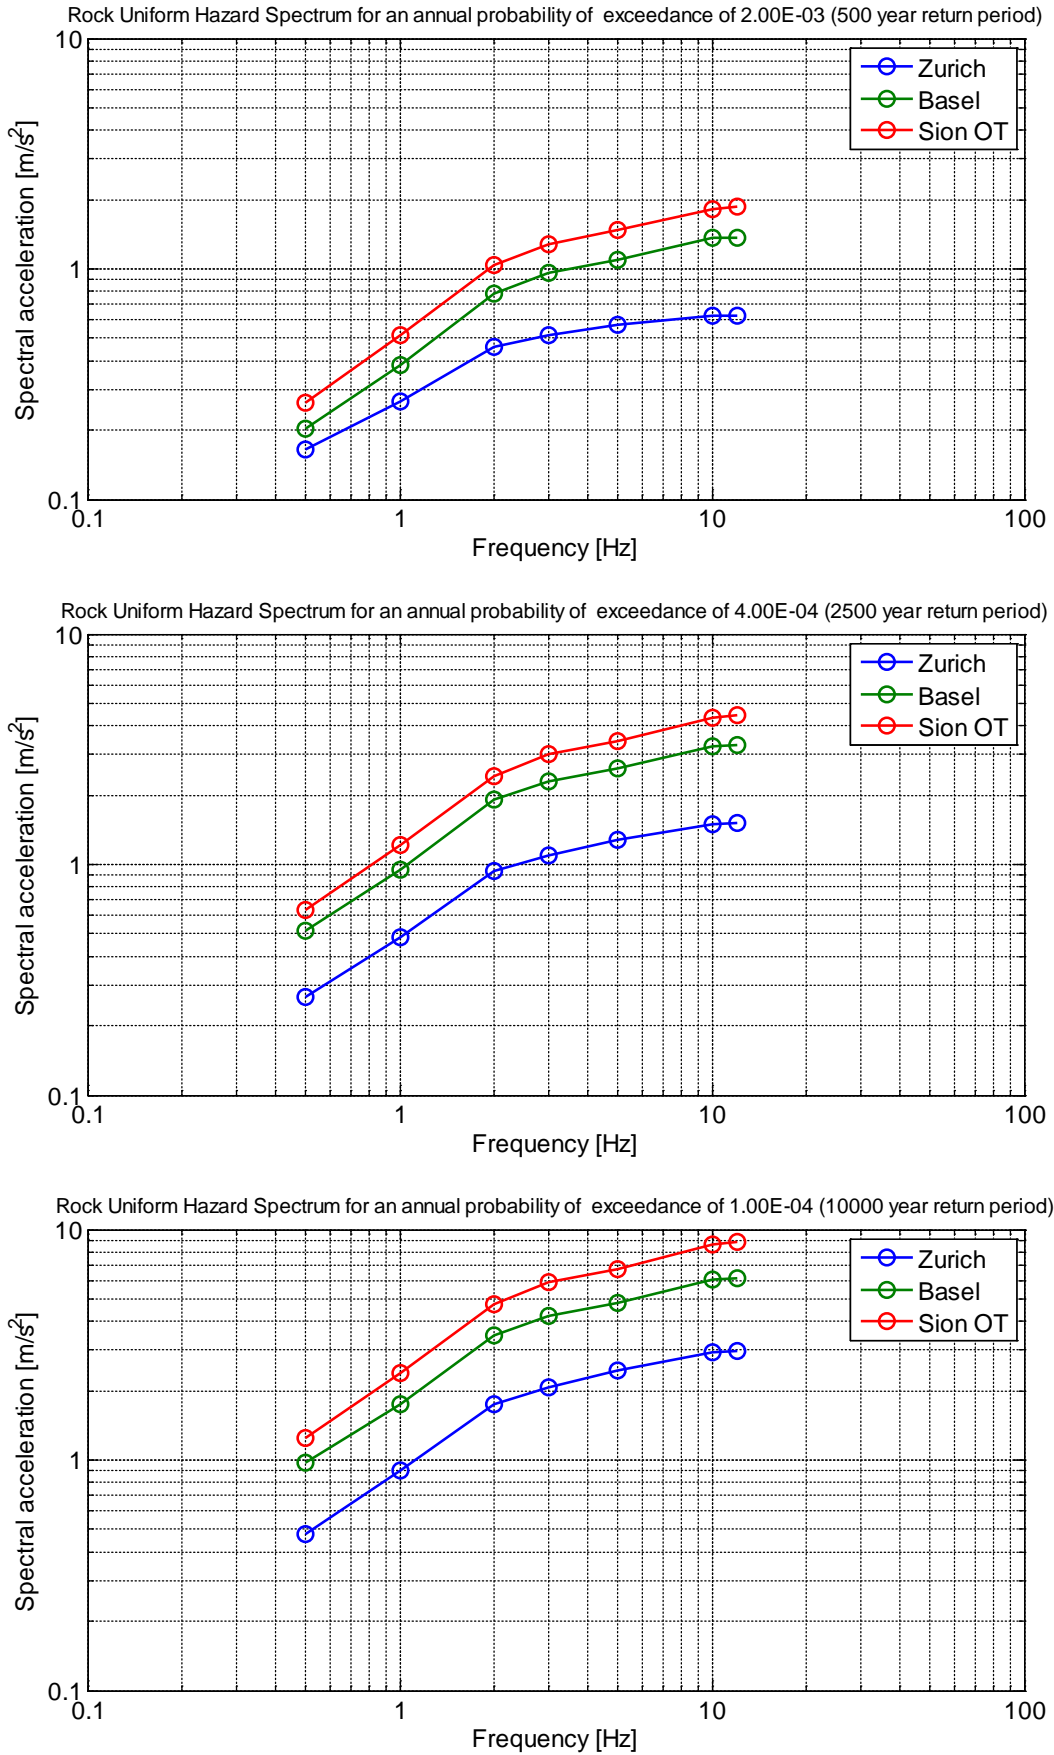 Rock Uniform Hazard Spectrum for an annual probability of  exceedance of 2.00E-03 (500 year return period)
10
Zurich
Basel
Sion OT
Spectral acceleration [m/s²]
1
0.1
0.1 1 10 100
Frequency [Hz]
Rock Uniform Hazard Spectrum for an annual probability of  exceedance of 4.00E-04 (2500 year return period)
10
Zurich
Basel
Sion OT
Spectral acceleration [m/s²]
1
0.1
0.1 1 10 100
Frequency [Hz]
Rock Uniform Hazard Spectrum for an annual probability of  exceedance of 1.00E-04 (10000 year return period)
10
Zurich
Basel
Sion OT
Spectral acceleration [m/s²]
1
0.1
0.1 1 10 100
Frequency [Hz]